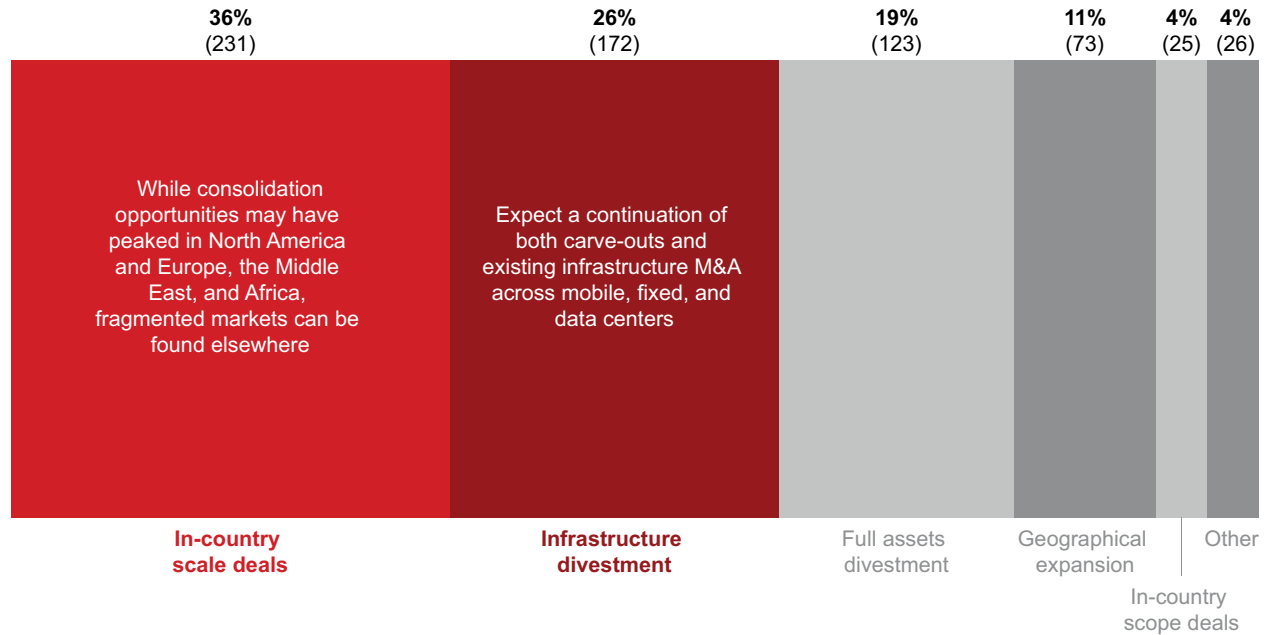 36%
(231)
26%
(172)
19%
(123)
11%
(73)
4%
(25)
4%
(26)
While consolidation
opportunities may have
peaked in North America
and Europe, the Middle
East, and Africa,
fragmented markets can be
found elsewhere
Expect a continuation of
both carve-outs and
existing infrastructure M&A
across mobile, fixed, and
data centers
In-country
scale deals
Infrastructure
divestment
Full assets
divestment
Geographical
expansion
In-country
scope deals
Other